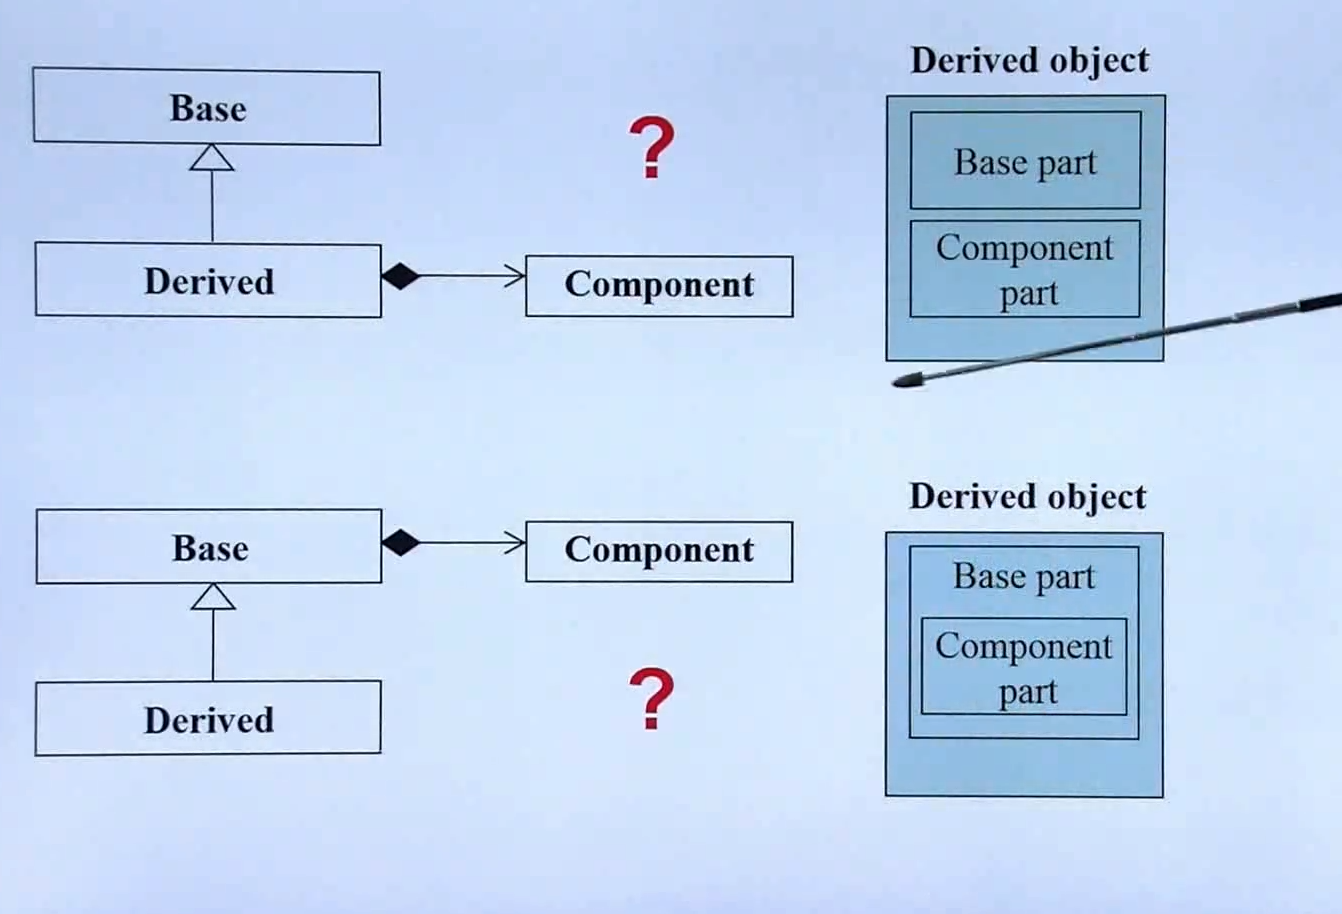 Derived object
Base
?
Base part
Component
part
Derived
Component
Derived object
Base
Component
Base part
Component
part
Derived
?